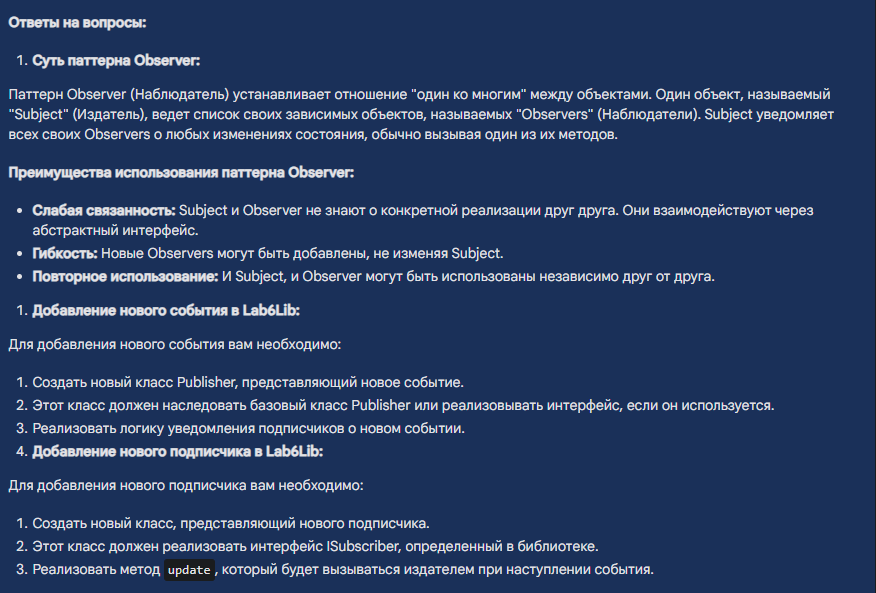 Ответы на вопросы:
1. Суть паттерна Observer:
Паттерн Observer (Наблюдатель) устанавливает отношение "один ко многим" между объектами. Один объект, называемый
"Subject" (Издатель), ведет список своих зависимых объектов, называемых "Observers" (Наблюдатели). Subject уведомляет
всех своих Observers о любых изменениях состояния, обычно вызывая один из их методов.
Преимущества использования паттерна Observer:
• Слабая связанность: Subject и Observer не знают о конкретной реализации друг друга. Они взаимодействуют через
абстрактный интерфейс.
• Гибкость: Новые Observers могут быть добавлены, не изменяя Subject.
• Повторное использование: И Subject, и Observer могут быть использованы независимо друг от друга.
1. Добавление нового события в Lab6Lib:
Для добавления нового события вам необходимо:
1. Создать новый класс Publisher, представляющий новое событие.
2. Этот класс должен наследовать базовый класс Publisher или реализовывать интерфейс, если он используется.
3. Реализовать логику уведомления подписчиков о новом событии.
4. Добавление нового подписчика в Lab6Lib:
Для добавления нового подписчика вам необходимо:
1. Создать новый класс, представляющий нового подписчика.
2. Этот класс должен реализовать интерфейс ISubscriber, определенный в библиотеке.
3. Реализовать метод update, который будет вызываться издателем при наступлении события.